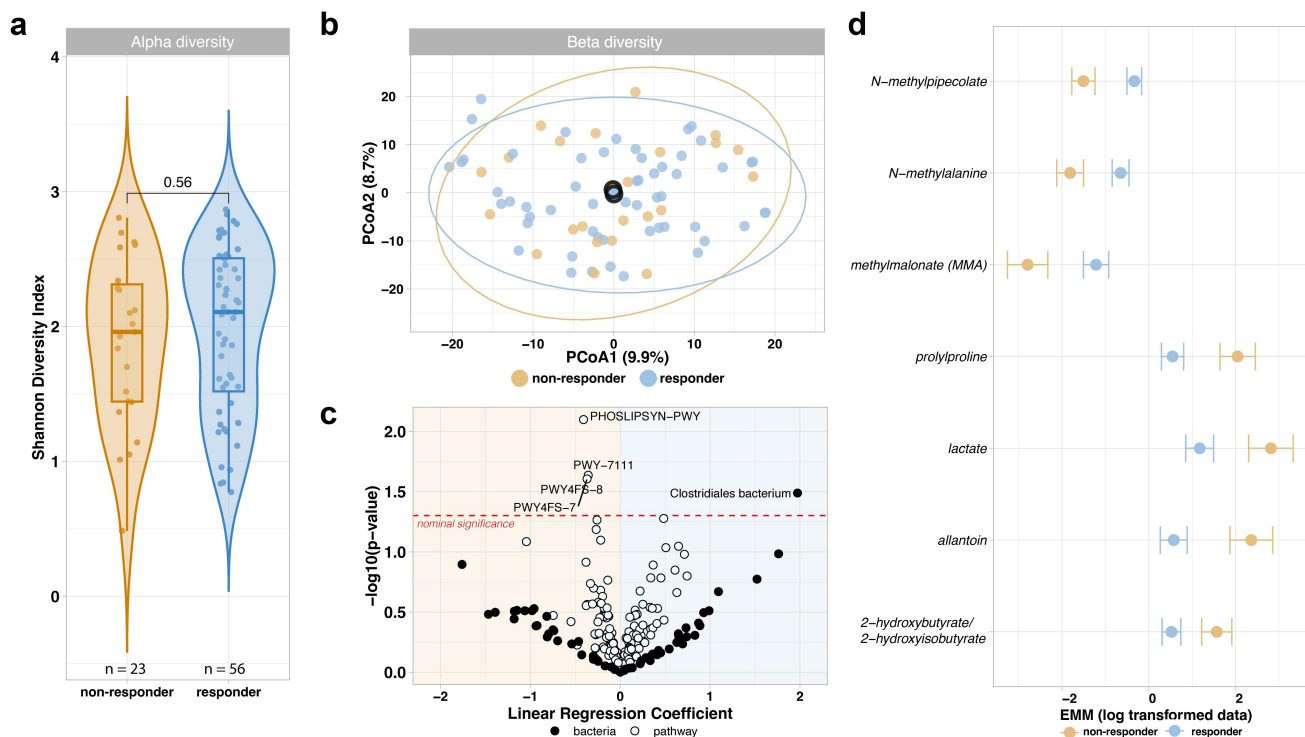 a
Alpha diversity
4
3
2
1
0
Shannon Diversity Index
0.56
n = 23
n = 56
non-responder
responder
b
Beta diversity
20
10
0
−10
−20
PCoA2 (8.7%)
−20
−10
0
10
20
PCoA1 (9.9%)
non-responder
responder
c
2.0
1.5
1.0
0.5
0.0
−log10(p−value)
PHOSLIPSYN−PWY
PWY−7111
PWY4FS−8
PWY4FS−7
Clostridiales bacterium
nominal significance
−2
−1
0
1
2
Linear Regression Coefficient
bacteria
pathway
d
N−methylpipecolate
N−methylalanine
methylmalonate (MMA)
prolylproline
lactate
allantoin
2−hydroxybutyrate/
2−hydroxyisobutyrate
−2
0
2
EMM (log transformed data)
non−responder
responder